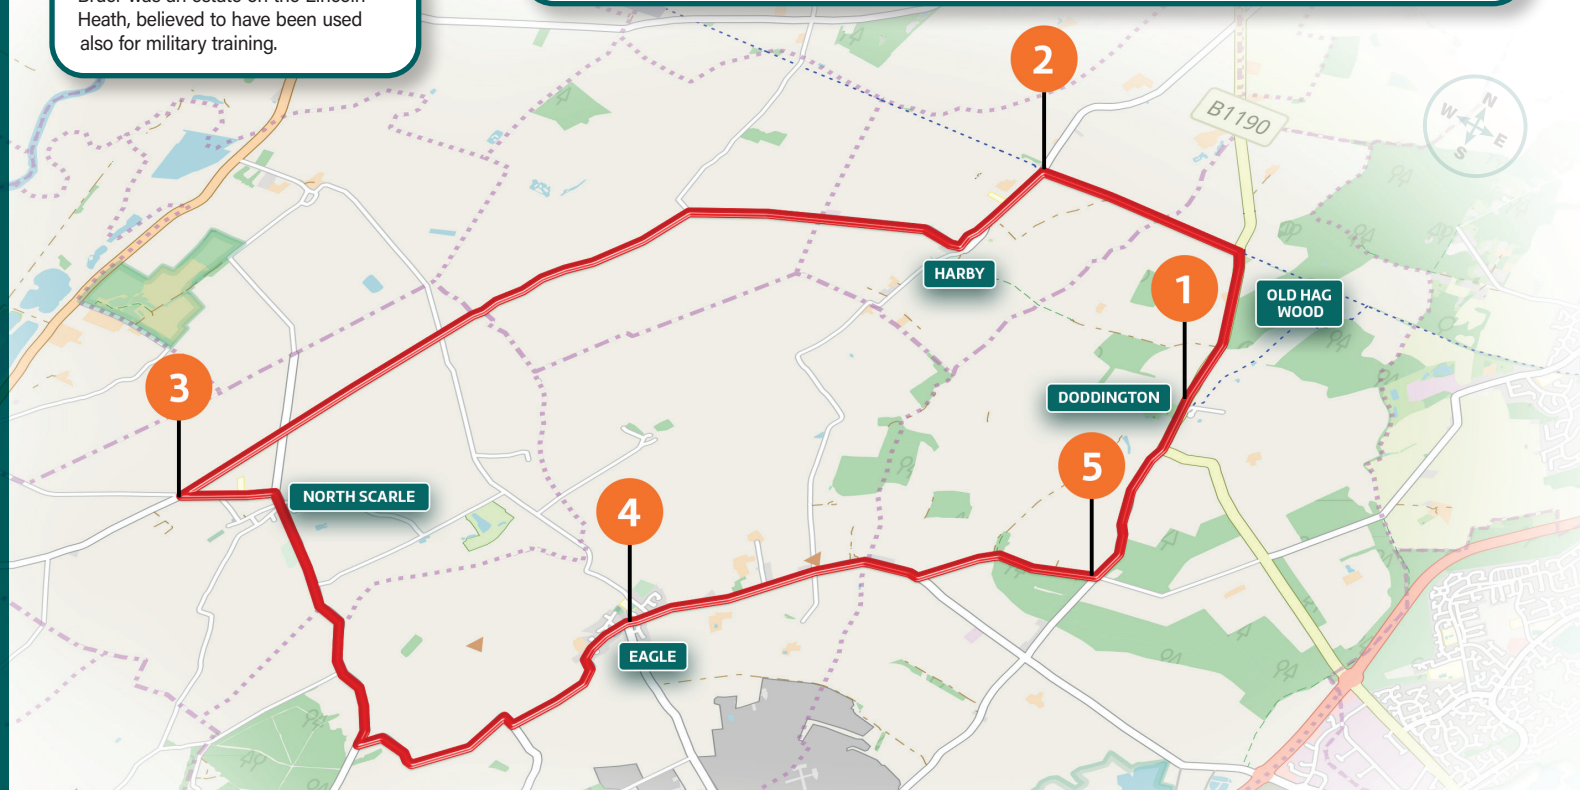 Heath, believed to have been used
also for military training.
2
B1190
N
W
E
S
HARBY
1
OLD HAG
WOOD
3
DODDINGTON
5
NORTH SCARLE
4
EAGLE